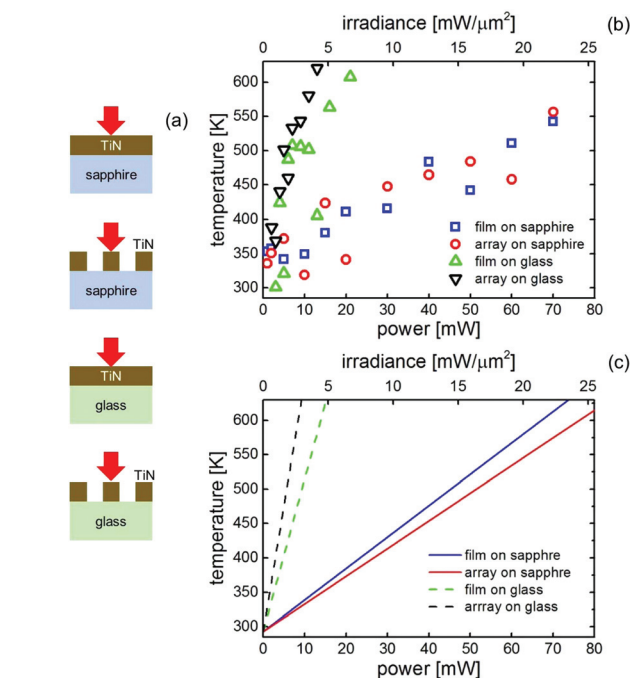 (a)
TiN
sapphire
TiN
sapphire
TiN
glass
TiN
glass
irradiance [mW/μm²]
(b)
0 5 10 15 20 25
temperature [K]
600
550
500
450
400
350
300
film on sapphire
array on sapphire
film on glass
array on glass
0 10 20 30 40 50 60 70 80
power [mW]
irradiance [mW/μm²]
(c)
0 5 10 15 20 25
temperature [K]
600
550
500
450
400
350
300
film on sapphre
array on sapphre
film on glass
arrray on glass
0 10 20 30 40 50 60 70 80
power [mW]